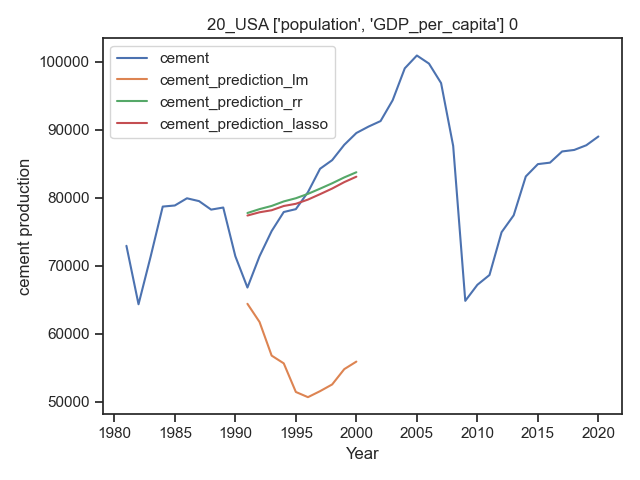 20_USA ['population', 'GDP_per_capita'] 0
cement
cement_prediction_lm
cement_prediction_rr
cement_prediction_lasso
cement production
100000
90000
80000
70000
60000
50000
1980 1985 1990 1995 2000 2005 2010 2015 2020
Year